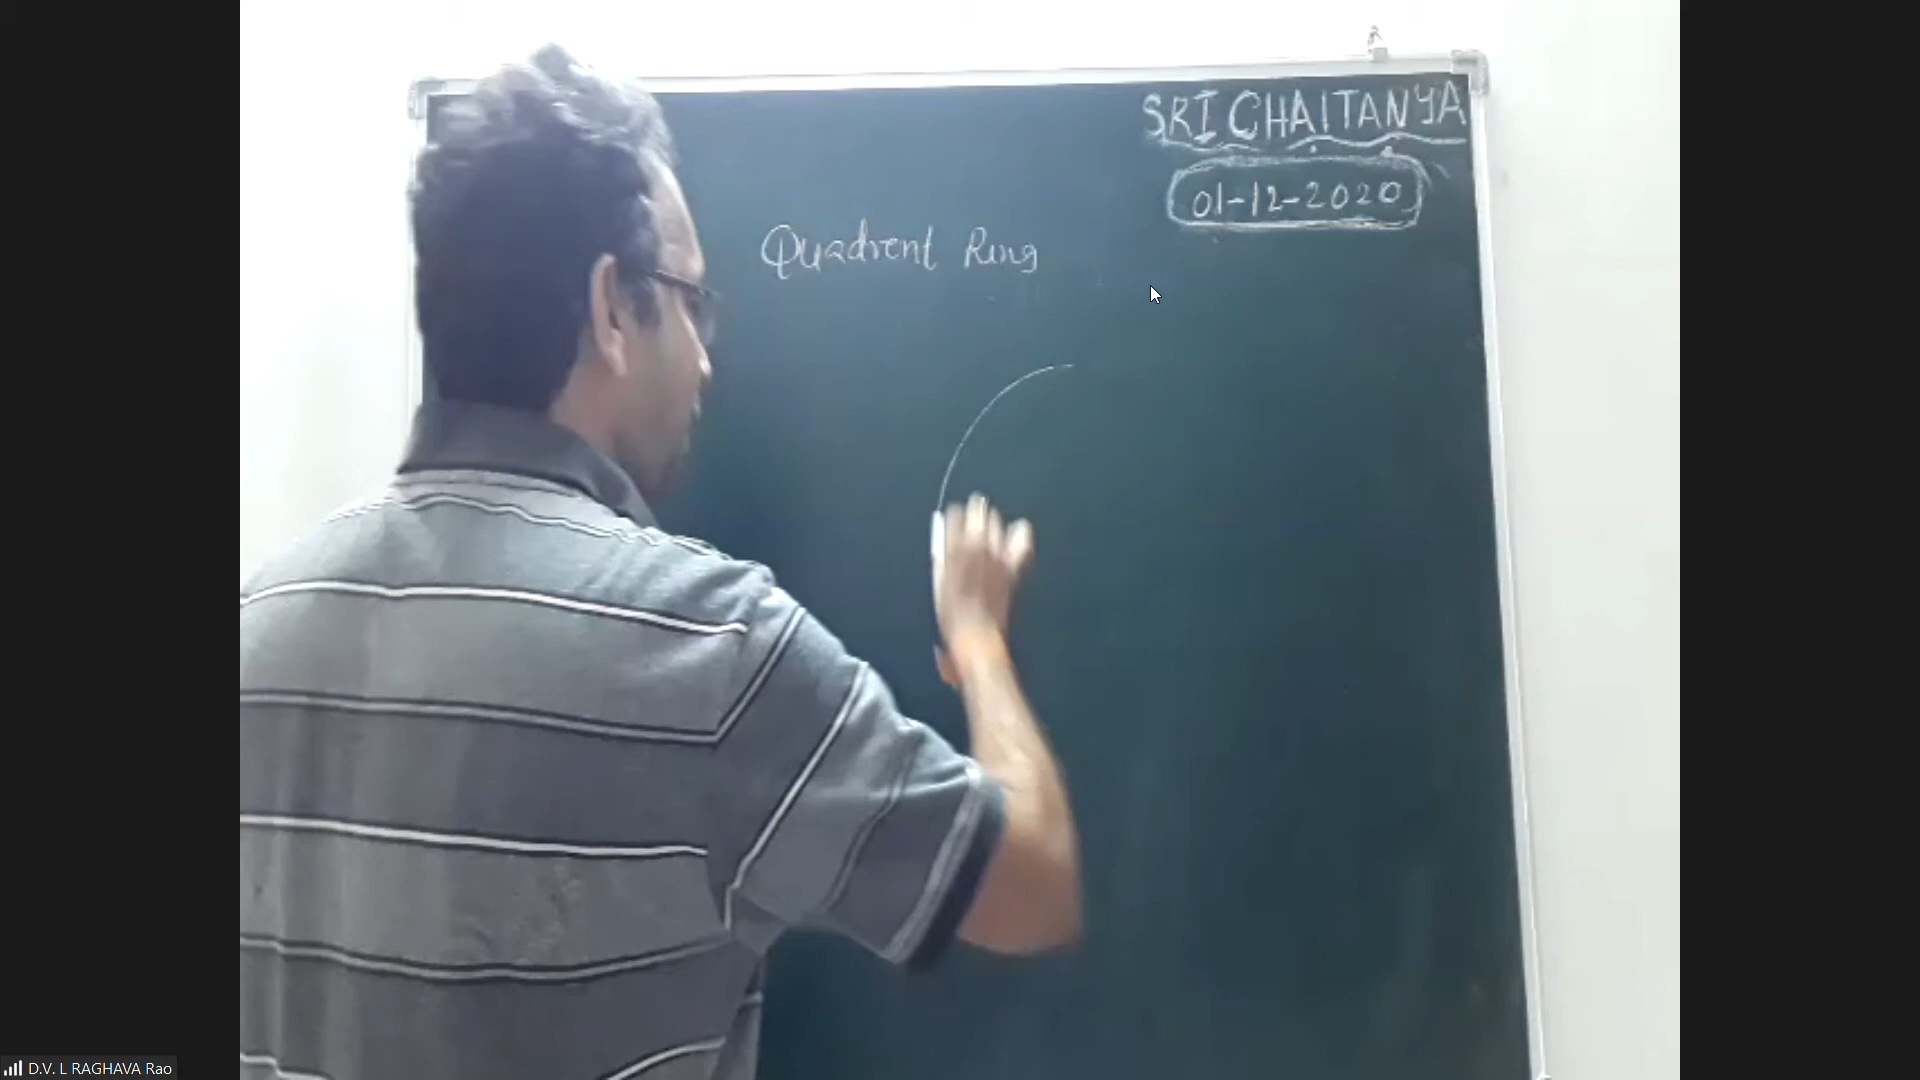 SRI CHAITANYA
01-12-2020
Quadrent Ring
D.V. L RAGHAVA Rao